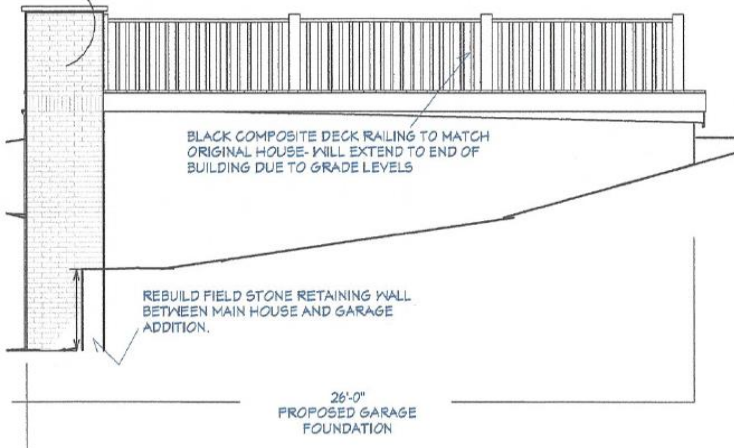 BLACK COMPOSITE DECK RAILING TO MATCH
ORIGINAL HOUSE- WILL EXTEND TO END OF
BUILDING DUE TO GRADE LEVELS
REBUILD FIELD STONE RETAINING WALL
BETWEEN MAIN HOUSE AND GARAGE
ADDITION.
26'-0"
PROPOSED GARAGE
FOUNDATION